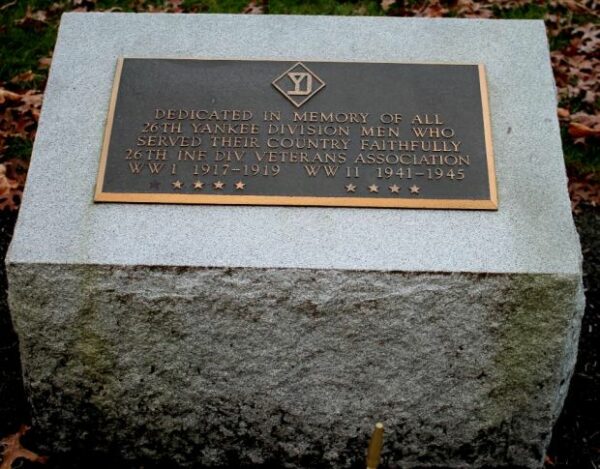 YD
DEDICATED IN MEMORY OF ALL
26TH YANKEE DIVISION MEN WHO
SERVED THEIR COUNTRY FAITHFULLY
26TH INF DIV VETERANS ASSOCIATION
WW I 1917-1919 WW II 1941-1945